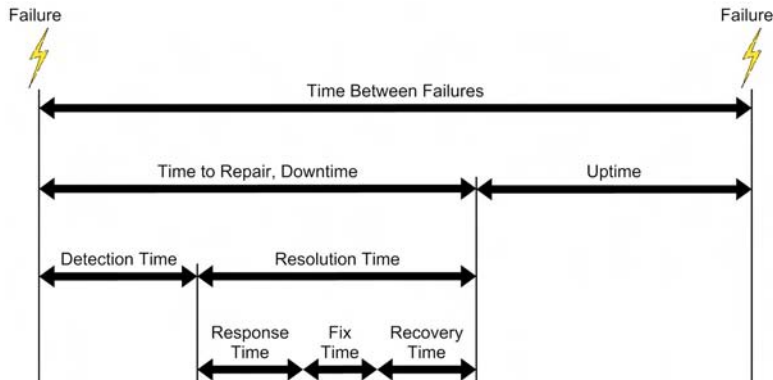 Failure Failure
Time Between Failures
Time to Repair, Downtime Uptime
Detection Time Resolution Time
Response Fix Recovery
Time Time Time